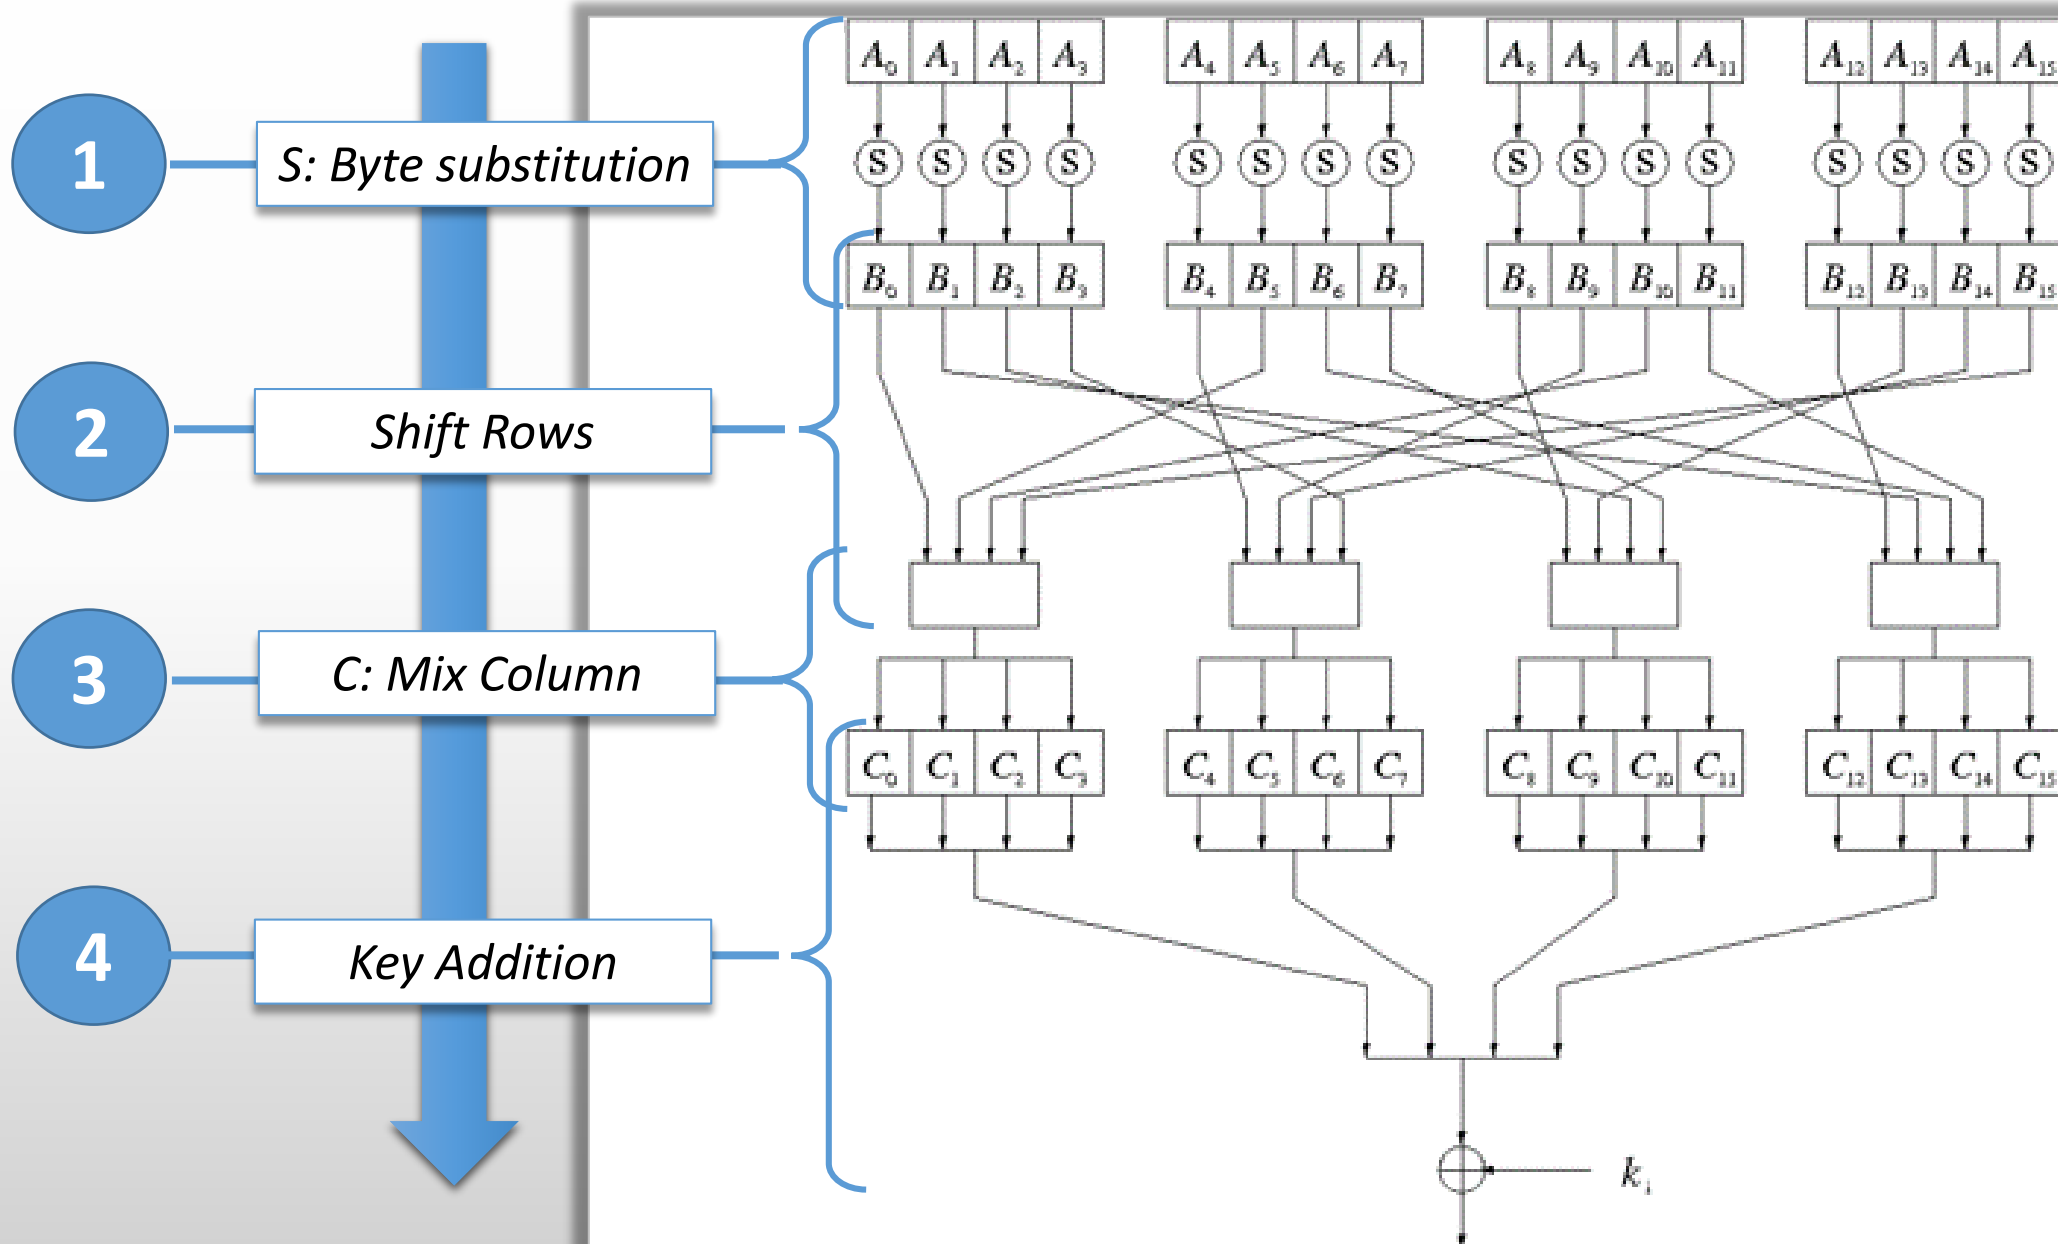 A0 A1 A2 A3 A4 A5 A6 A7 A8 A9 A10 A11 A12 A13 A14 A15
1 S: Byte substitution S S S S S S S S S S S S S S S S
B0 B1 B2 B3 B4 B5 B6 B7 B8 B9 B10 B11 B12 B13 B14 B15
2 Shift Rows
3 C: Mix Column
C0 C1 C2 C3 C4 C5 C6 C7 C8 C9 C10 C11 C12 C13 C14 C15
4 Key Addition
ki